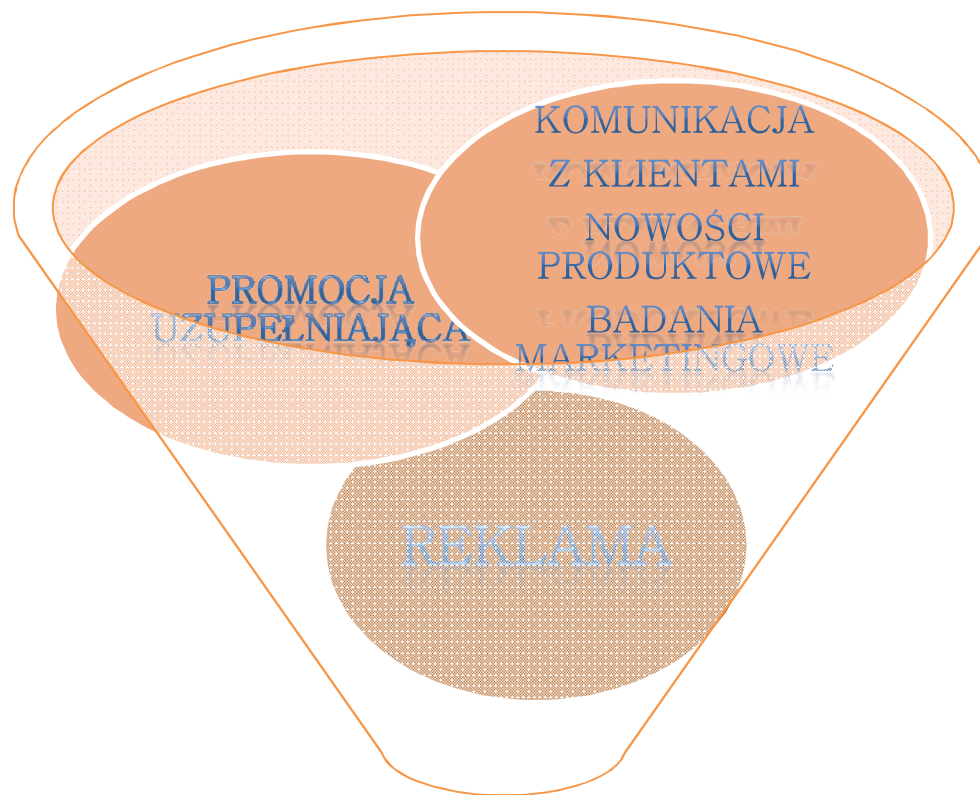 KOMUNIKACJA
Z KLIENTAMI
NOWOŚCI
PRODUKTOWE
BADANIA
MARKETINGOWE
PROMOCJA
UZUPEŁNIAJĄCA
REKLAMA